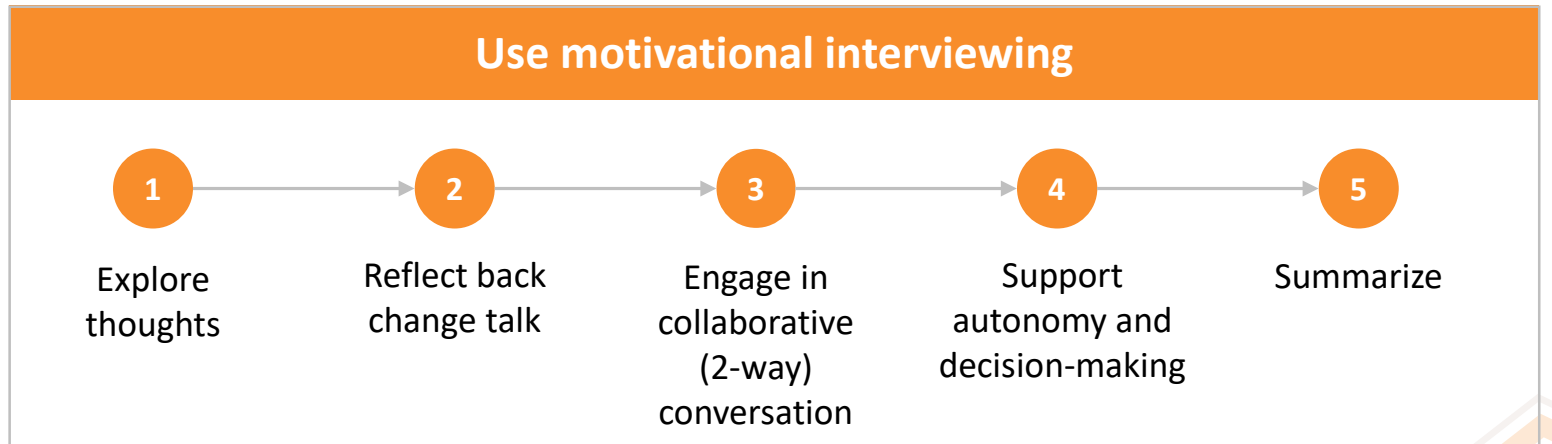 Use motivational interviewing
1
2
3
4
5
Explore
thoughts
Reflect back
change talk
Engage in
collaborative
(2-way)
conversation
Support
autonomy and
decision-making
Summarize